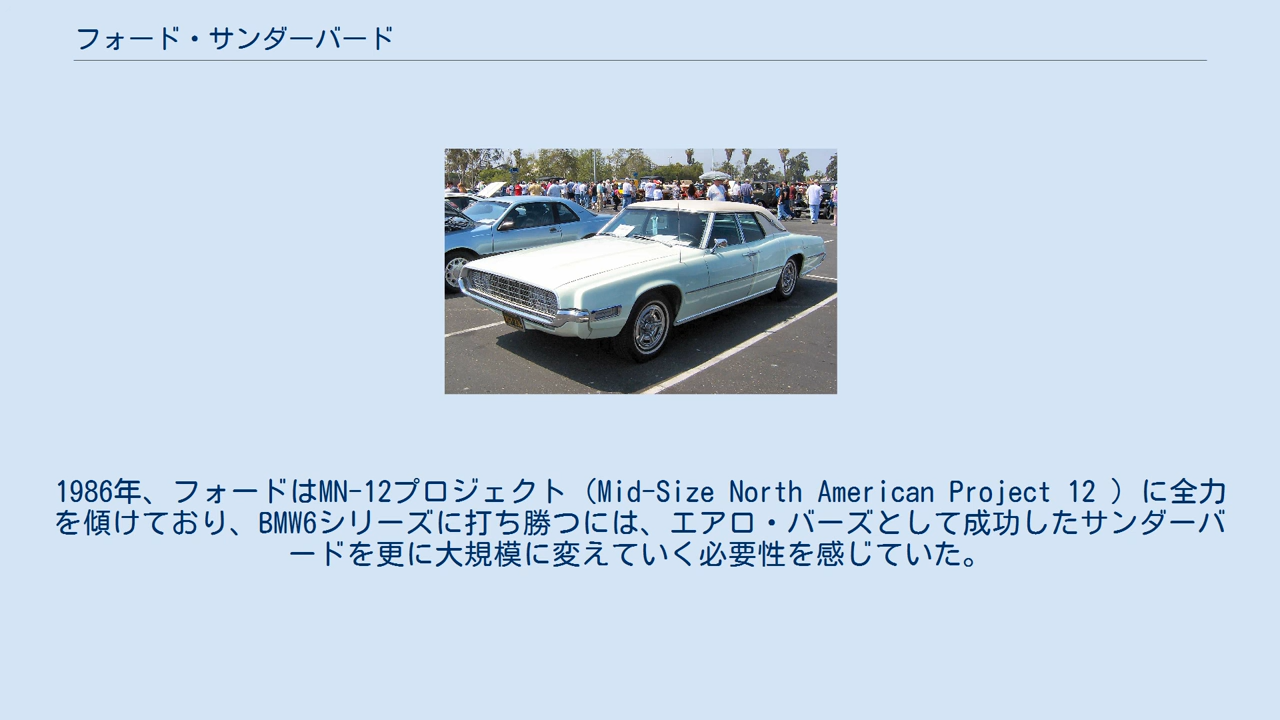 フォード・サンダーバード
1986年、フォードはMN-12プロジェクト（Mid-Size North American Project 12 ）に全力
を傾けており、BMW6シリーズに打ち勝つには、エアロ・バーズとして成功したサンダーバ
ードを更に大規模に変えていく必要性を感じていた。